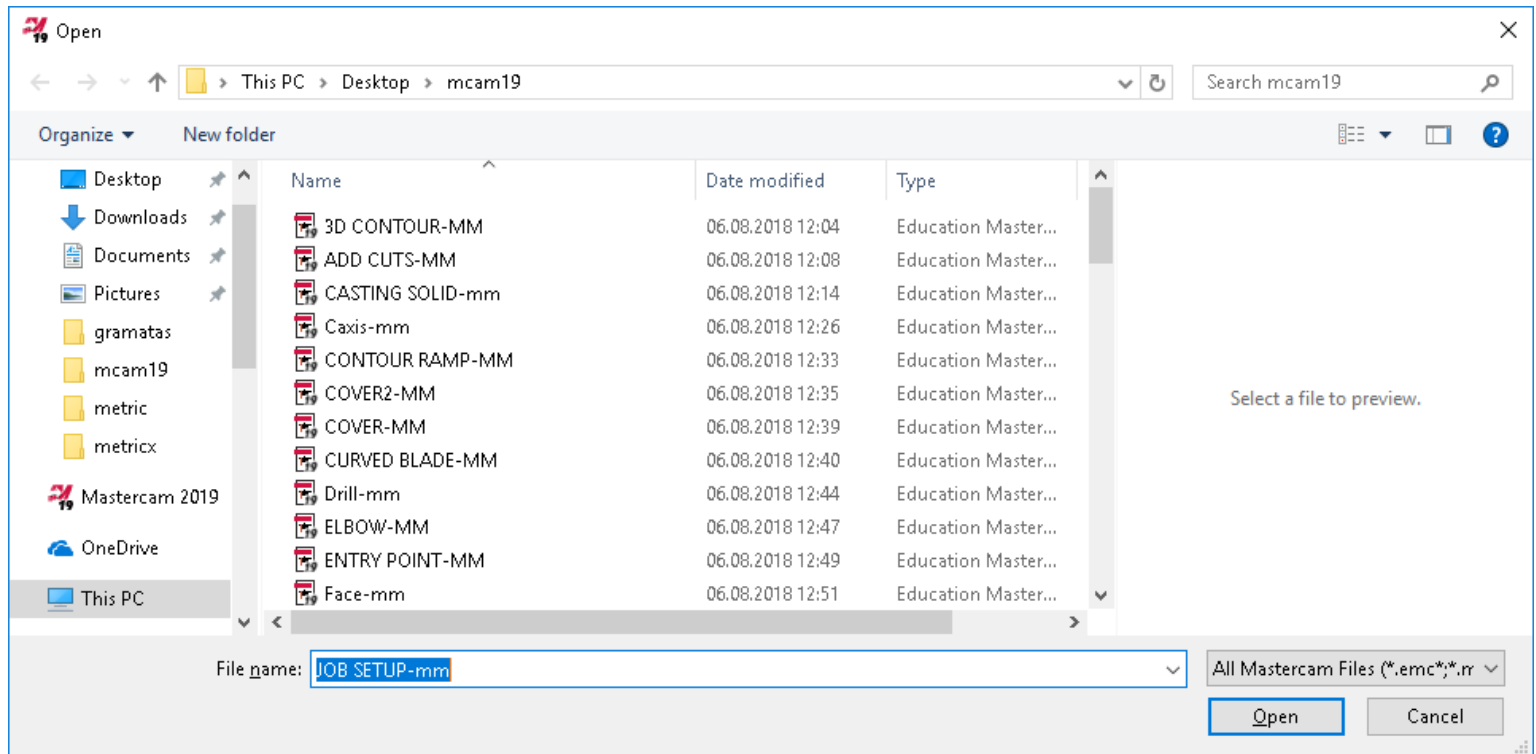 19 Open
This PC > Desktop > mcam19
Search mcam19
Organize
New folder
?
Desktop
Downloads
Documents
Pictures
gramatas
mcam19
metric
metricx
19 Mastercam 2019
OneDrive
This PC
Name Date modified Type
3D CONTOUR-MM 06.08.2018 12:04 Education Master...
ADD CUTS-MM 06.08.2018 12:08 Education Master...
CASTING SOLID-mm 06.08.2018 12:14 Education Master...
Caxis-mm 06.08.2018 12:26 Education Master...
CONTOUR RAMP-MM 06.08.2018 12:33 Education Master...
COVER2-MM 06.08.2018 12:35 Education Master...
COVER-MM 06.08.2018 12:39 Education Master...
CURVED BLADE-MM 06.08.2018 12:40 Education Master...
Drill-mm 06.08.2018 12:44 Education Master...
ELBOW-MM 06.08.2018 12:47 Education Master...
ENTRY POINT-MM 06.08.2018 12:49 Education Master...
Face-mm 06.08.2018 12:51 Education Master...
Select a file to preview.
File name: JOB SETUP-mm
All Mastercam Files (*.emc*;*.m
Open
Cancel